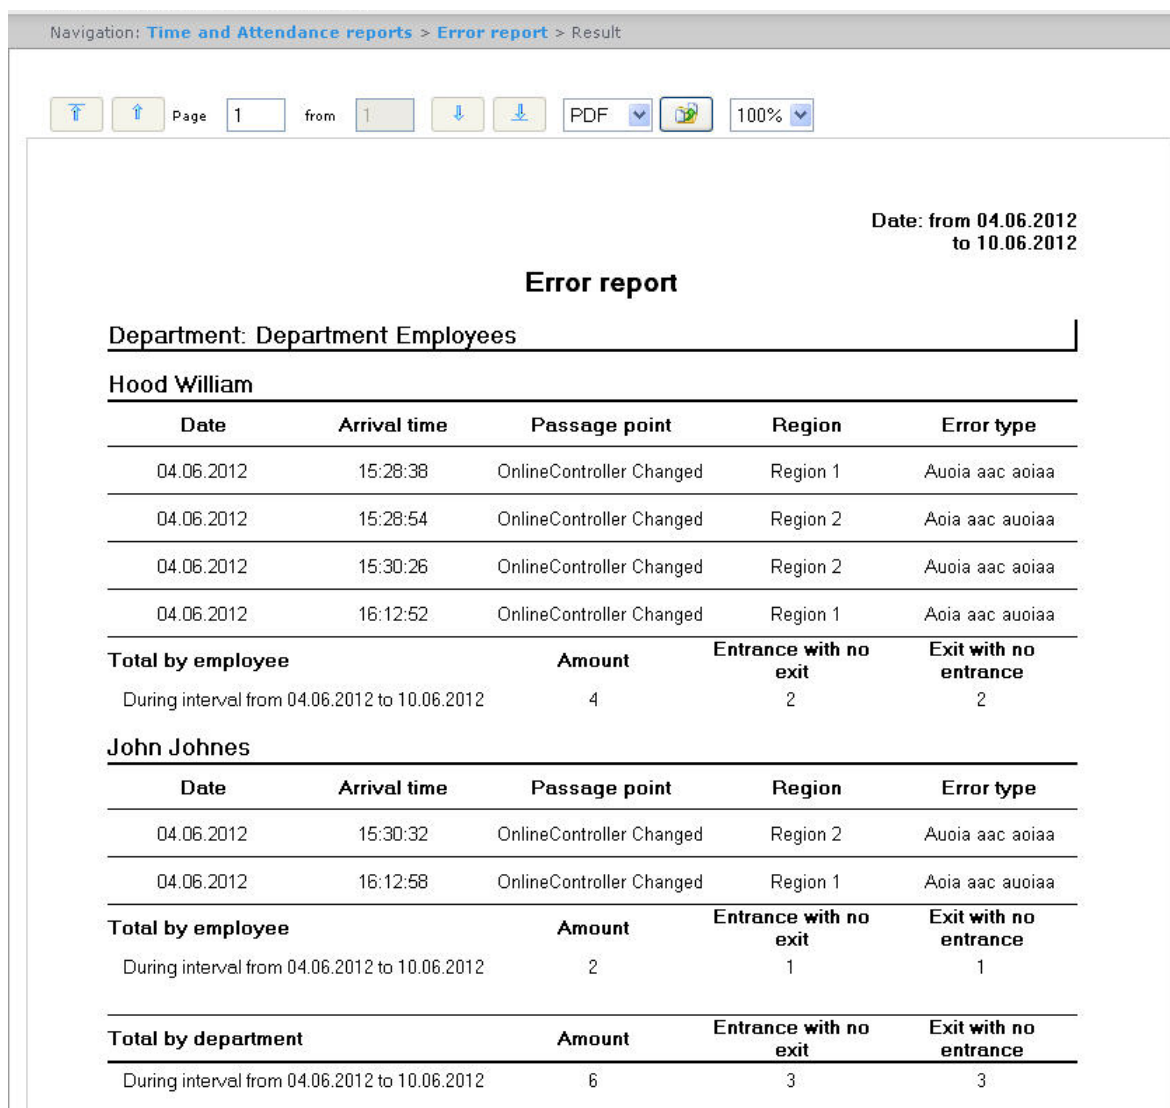 Navigation: Time and Attendance reports > Error report > Result
Page 1 from 1 PDF 100%
Date: from 04.06.2012
to 10.06.2012
Error report
Department: Department Employees
Hood William
Date Arrival time Passage point Region Error type
04.06.2012 15:28:38 OnlineController Changed Region 1 Auoia aac aoiaa
04.06.2012 15:28:54 OnlineController Changed Region 2 Aoia aac auoiaa
04.06.2012 15:30:26 OnlineController Changed Region 2 Auoia aac aoiaa
04.06.2012 16:12:52 OnlineController Changed Region 1 Aoia aac auoiaa
Total by employee Amount Entrance with no exit Exit with no entrance
During interval from 04.06.2012 to 10.06.2012 4 2 2
John Johnes
Date Arrival time Passage point Region Error type
04.06.2012 15:30:32 OnlineController Changed Region 2 Auoia aac aoiaa
04.06.2012 16:12:58 OnlineController Changed Region 1 Aoia aac auoiaa
Total by employee Amount Entrance with no exit Exit with no entrance
During interval from 04.06.2012 to 10.06.2012 2 1 1
Total by department Amount Entrance with no exit Exit with no entrance
During interval from 04.06.2012 to 10.06.2012 6 3 3